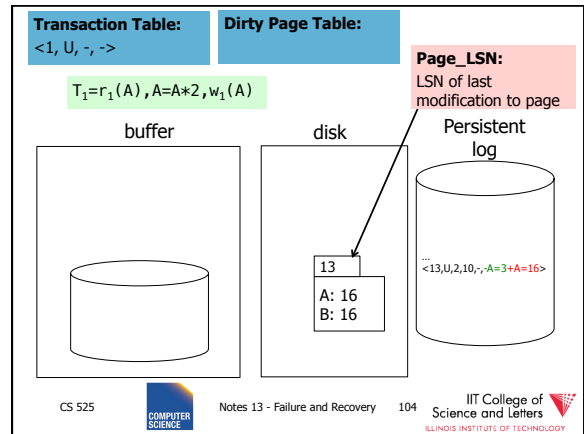 Transaction Table:
<1, U, -, ->
Dirty Page Table:
Page_LSN:
LSN of last
modification to page
T1=r1(A),A=A*2,w1(A)
buffer
disk
Persistent
log
13
A: 16
B: 16
...
<13,U,2,10,-,-A=3+A=16>
CS 525
COMPUTER
SCIENCE
Notes 13 - Failure and Recovery
104
IIT College of
Science and Letters
ILLINOIS INSTITUTE OF TECHNOLOGY